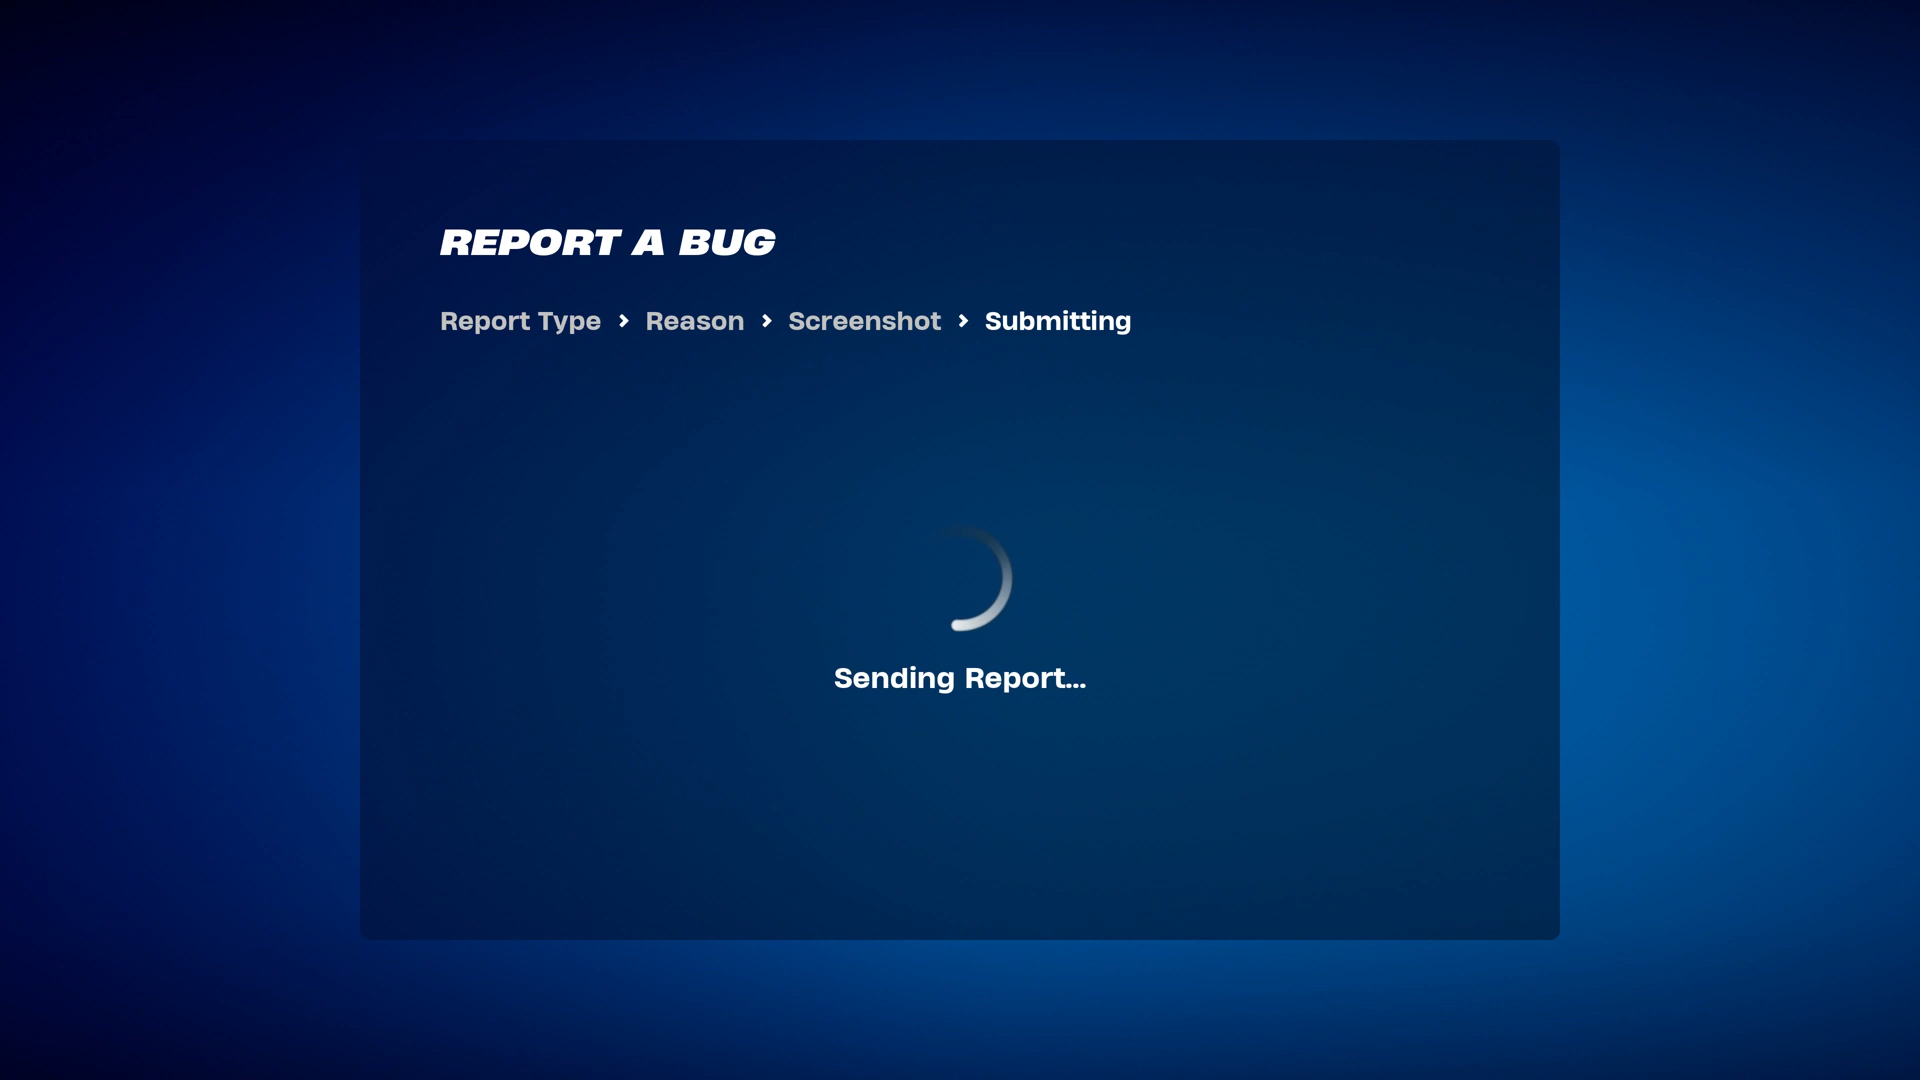 REPORT A BUG
Report Type > Reason > Screenshot > Submitting
Sending Report...